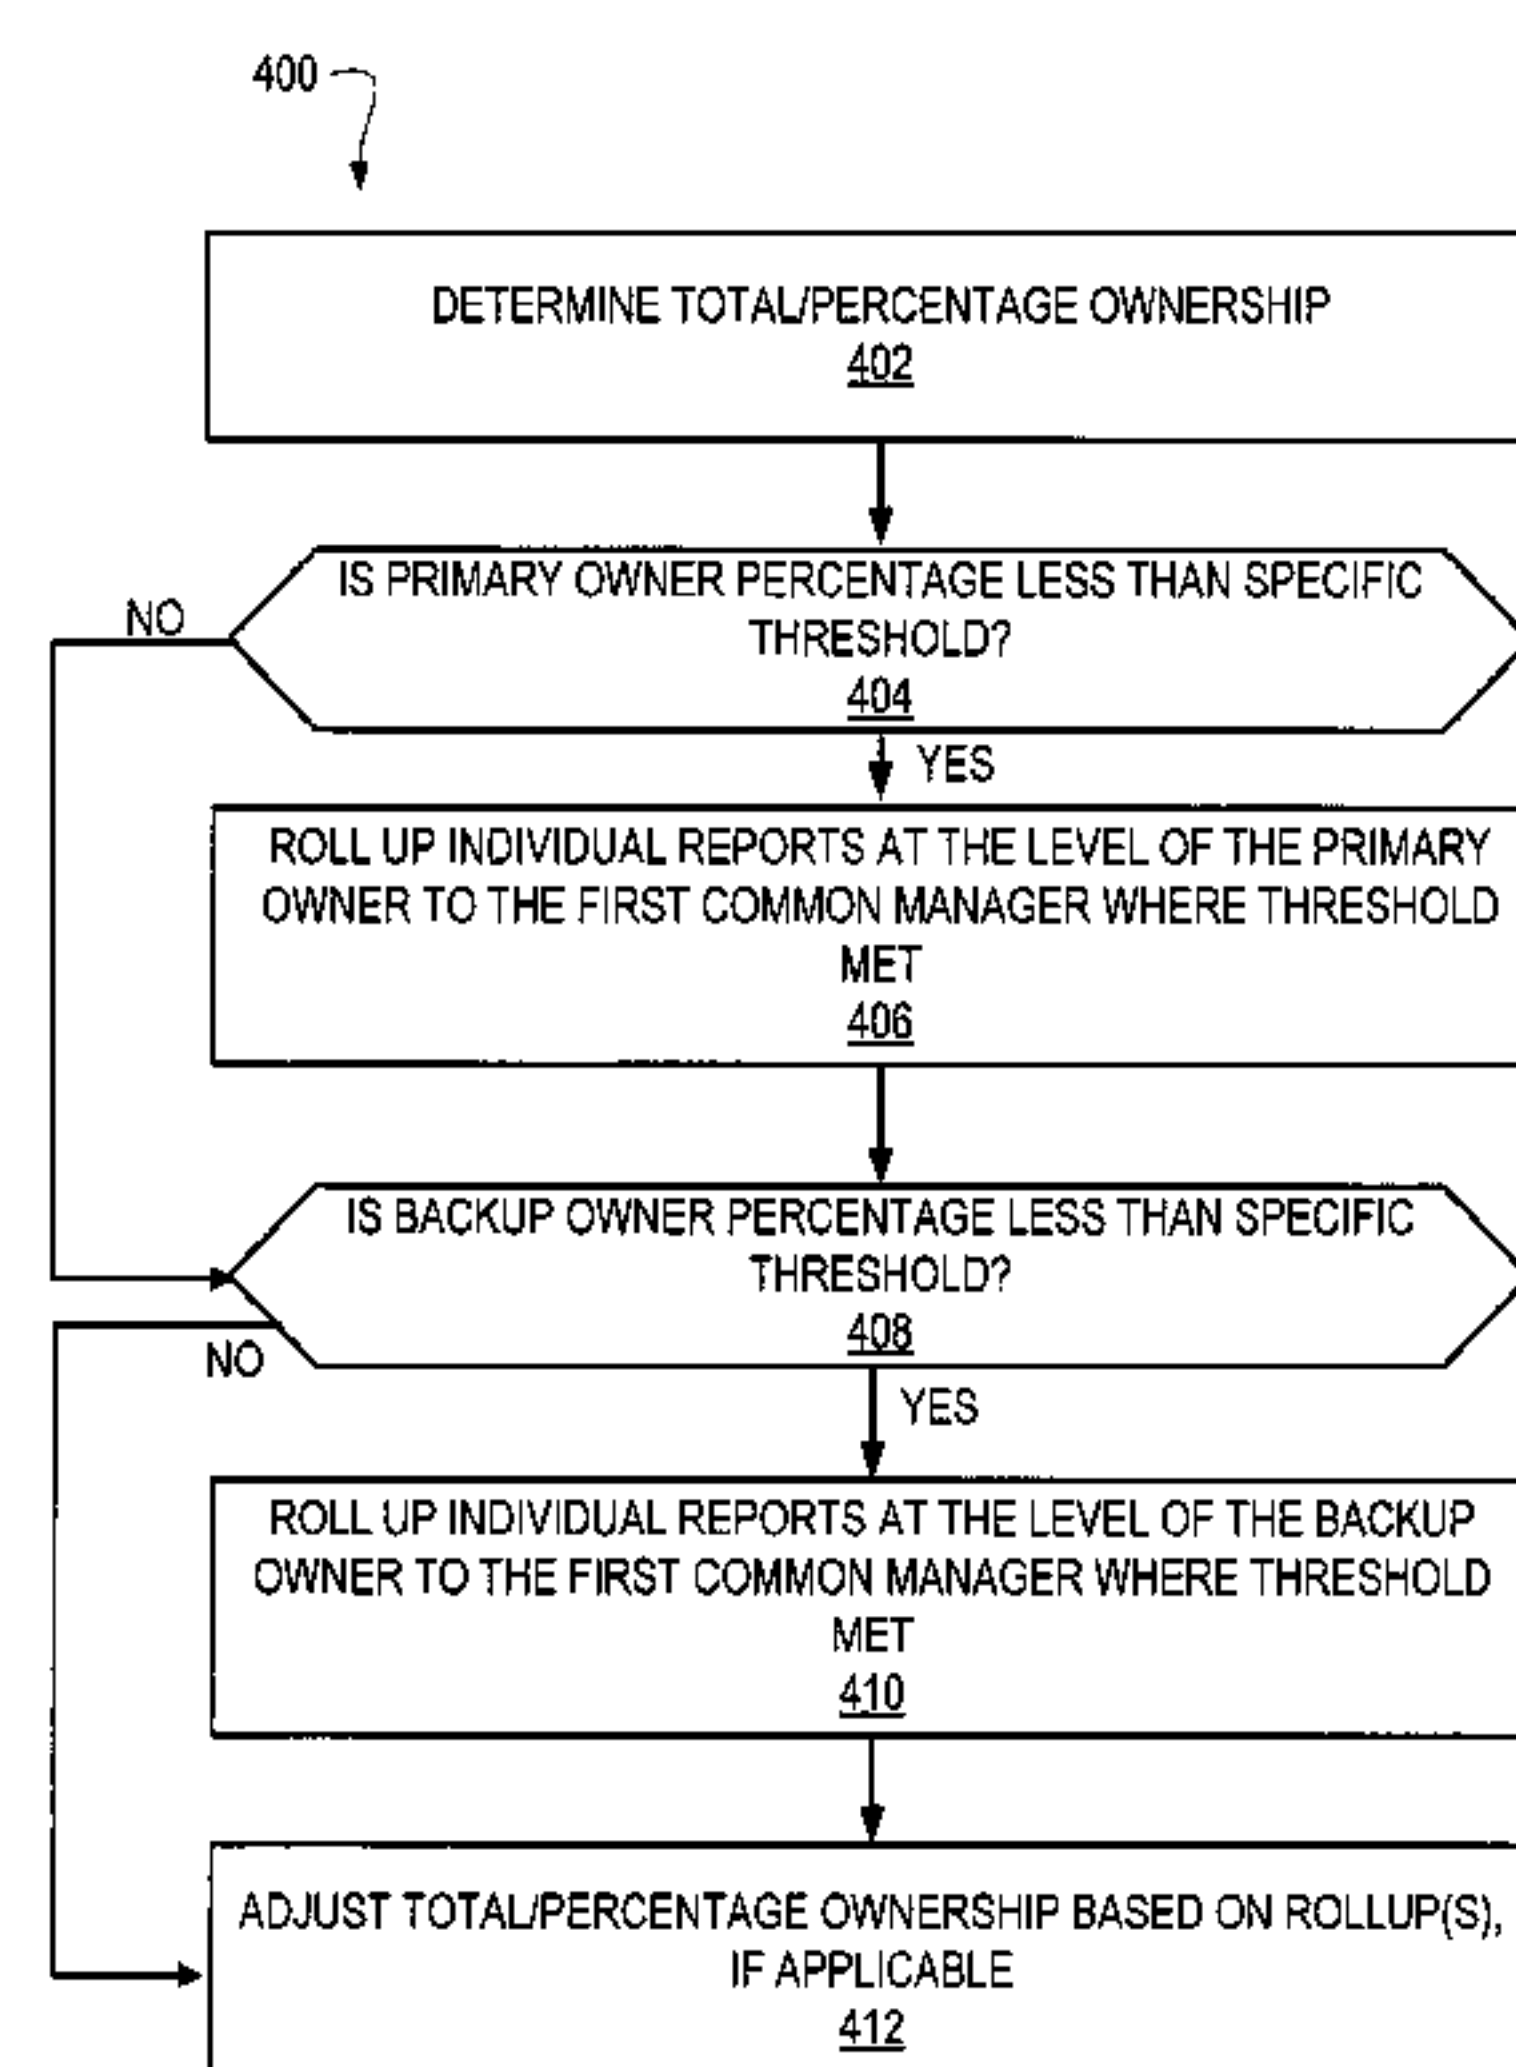 400
DETERMINE TOTAL/PERCENTAGE OWNERSHIP
402
IS PRIMARY OWNER PERCENTAGE LESS THAN SPECIFIC
THRESHOLD?
404
NO
YES
ROLL UP INDIVIDUAL REPORTS AT THE LEVEL OF THE PRIMARY
OWNER TO THE FIRST COMMON MANAGER WHERE THRESHOLD
MET
406
IS BACKUP OWNER PERCENTAGE LESS THAN SPECIFIC
THRESHOLD?
408
NO
YES
ROLL UP INDIVIDUAL REPORTS AT THE LEVEL OF THE BACKUP
OWNER TO THE FIRST COMMON MANAGER WHERE THRESHOLD
MET
410
ADJUST TOTAL/PERCENTAGE OWNERSHIP BASED ON ROLLUP(S),
IF APPLICABLE
412